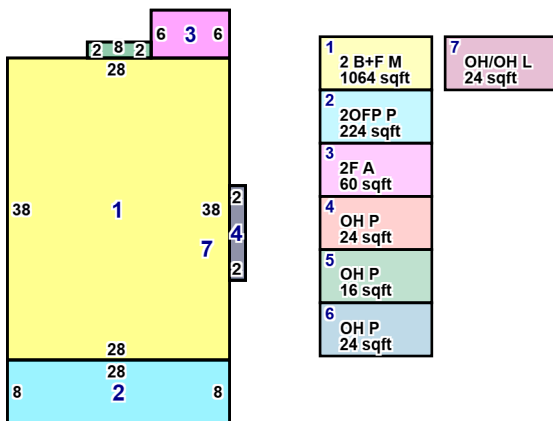 6 3 6
2 8 2
28
38 1 38
2
4
7
2
28
28
8 2 8
1
2 B+F M
1064 sqft
2
2OFP P
224 sqft
3
2F A
60 sqft
4
OH P
24 sqft
5
OH P
16 sqft
6
OH P
24 sqft
7
OH/OH L
24 sqft